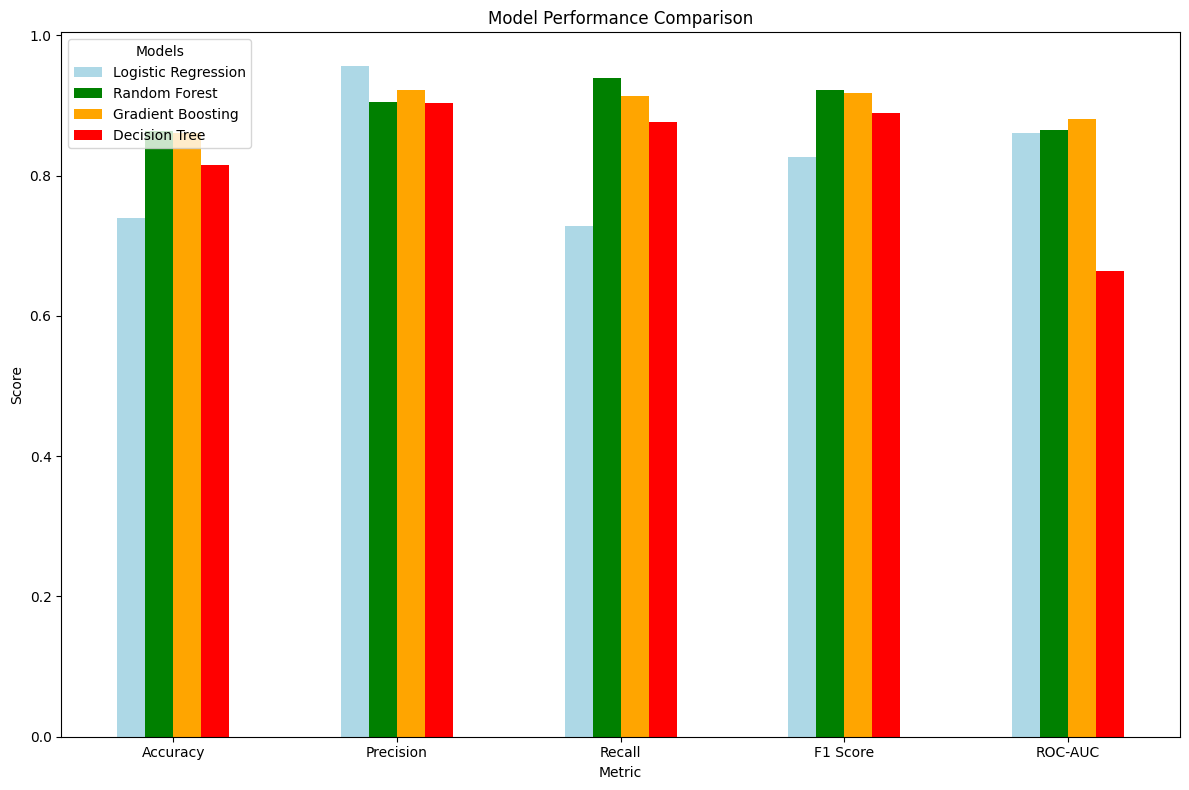 Model Performance Comparison
Models
Logistic Regression
Random Forest
Gradient Boosting
Decision Tree
Score
1.0
0.8
0.6
0.4
0.2
0.0
Accuracy
Precision
Recall
F1 Score
ROC-AUC
Metric